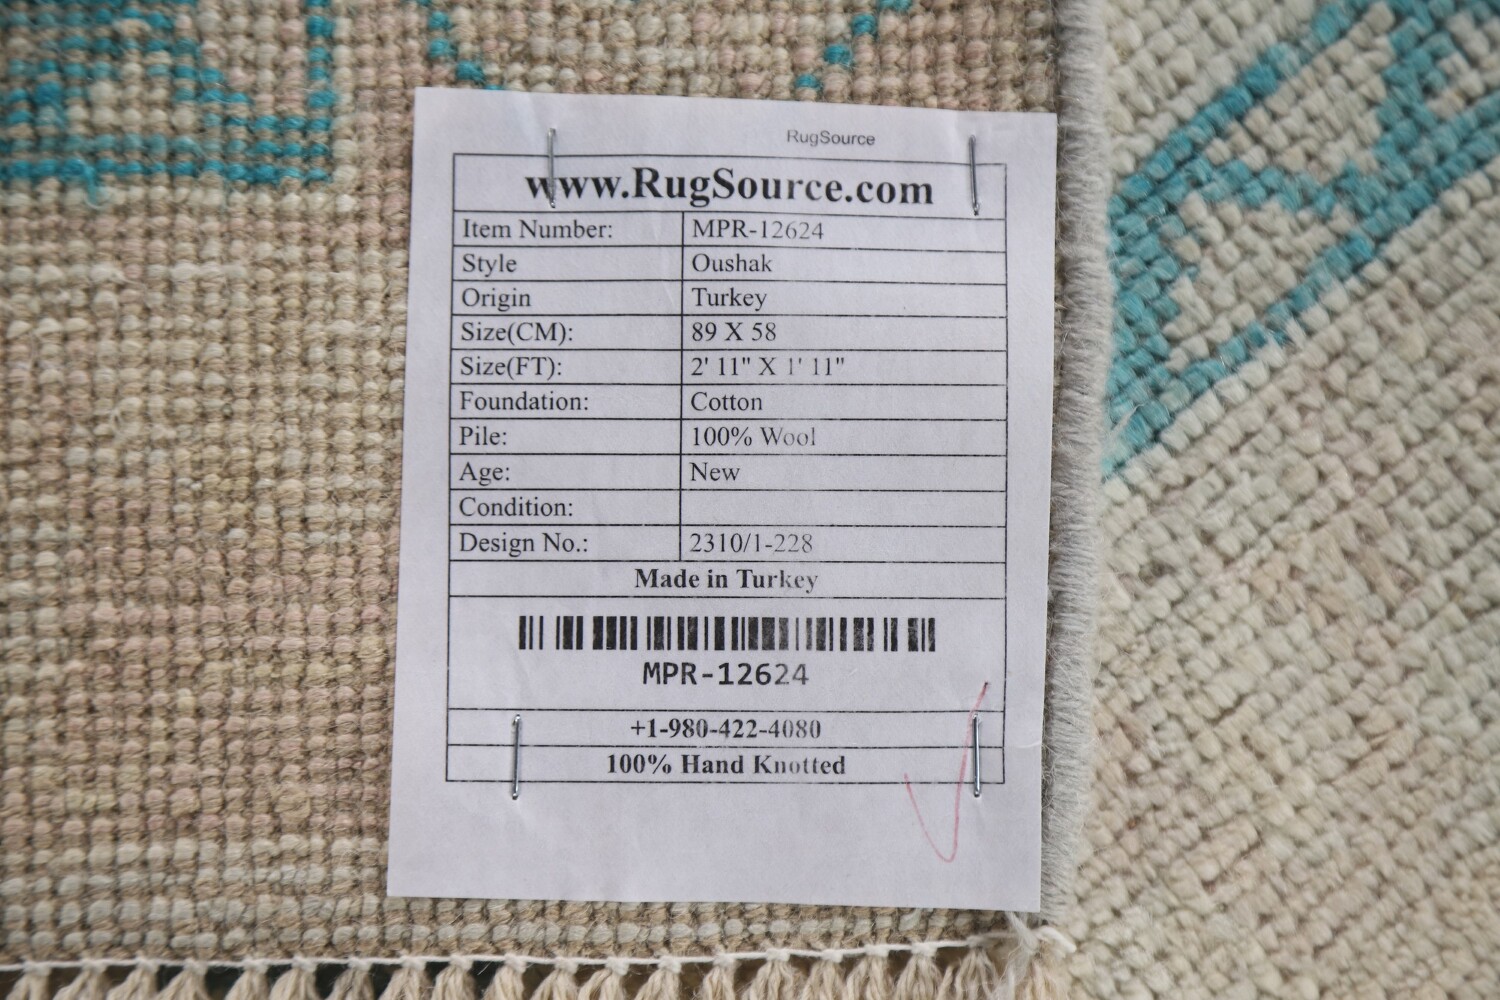 RugSource
www.RugSource.com
Item Number: MPR-12624
Style Oushak
Origin Turkey
Size(CM): 89 X 58
Size(FT): 2' 11" X 1' 11"
Foundation: Cotton
Pile: 100% Wool
Age: New
Condition:
Design No.: 2310/1-228
Made in Turkey
MPR-12624
+1-980-422-4080
100% Hand Knotted